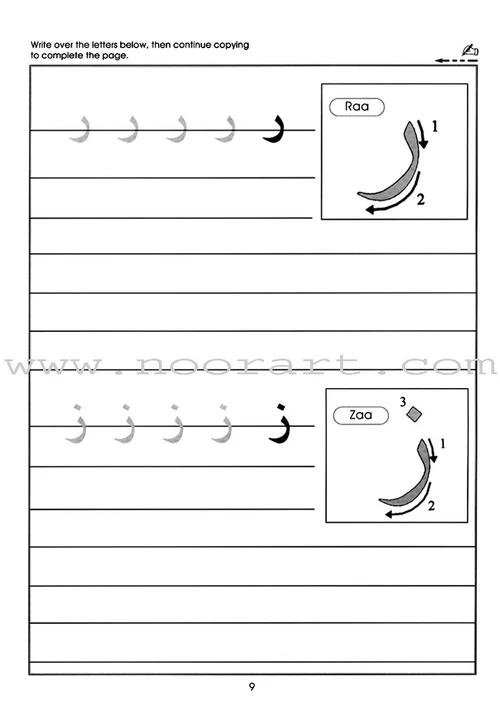 Write over the letters below, then continue copying
to complete the page.
Raa
1
2
ر ر ر ر ر
www.noorart.com
Zaa
3
1
2
ز ز ز ز ز
9